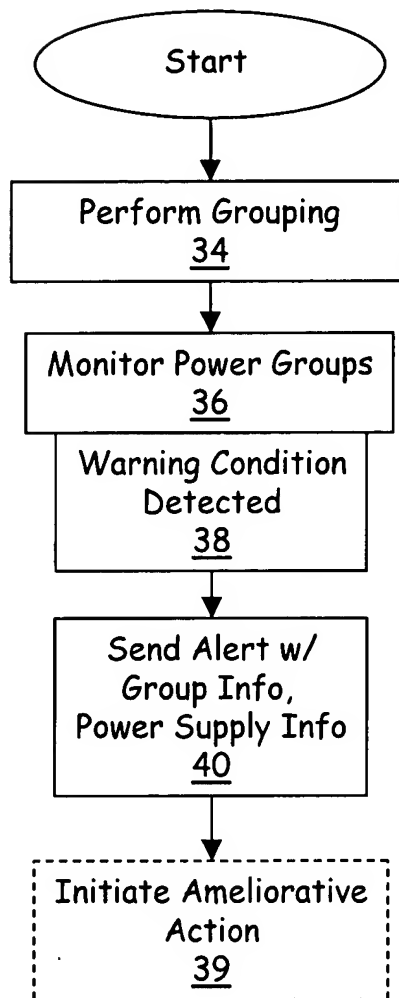 Start
Perform Grouping
34
Monitor Power Groups
36
Warning Condition
Detected
38
Send Alert w/
Group Info,
Power Supply Info
40
Initiate Ameliorative
Action
39